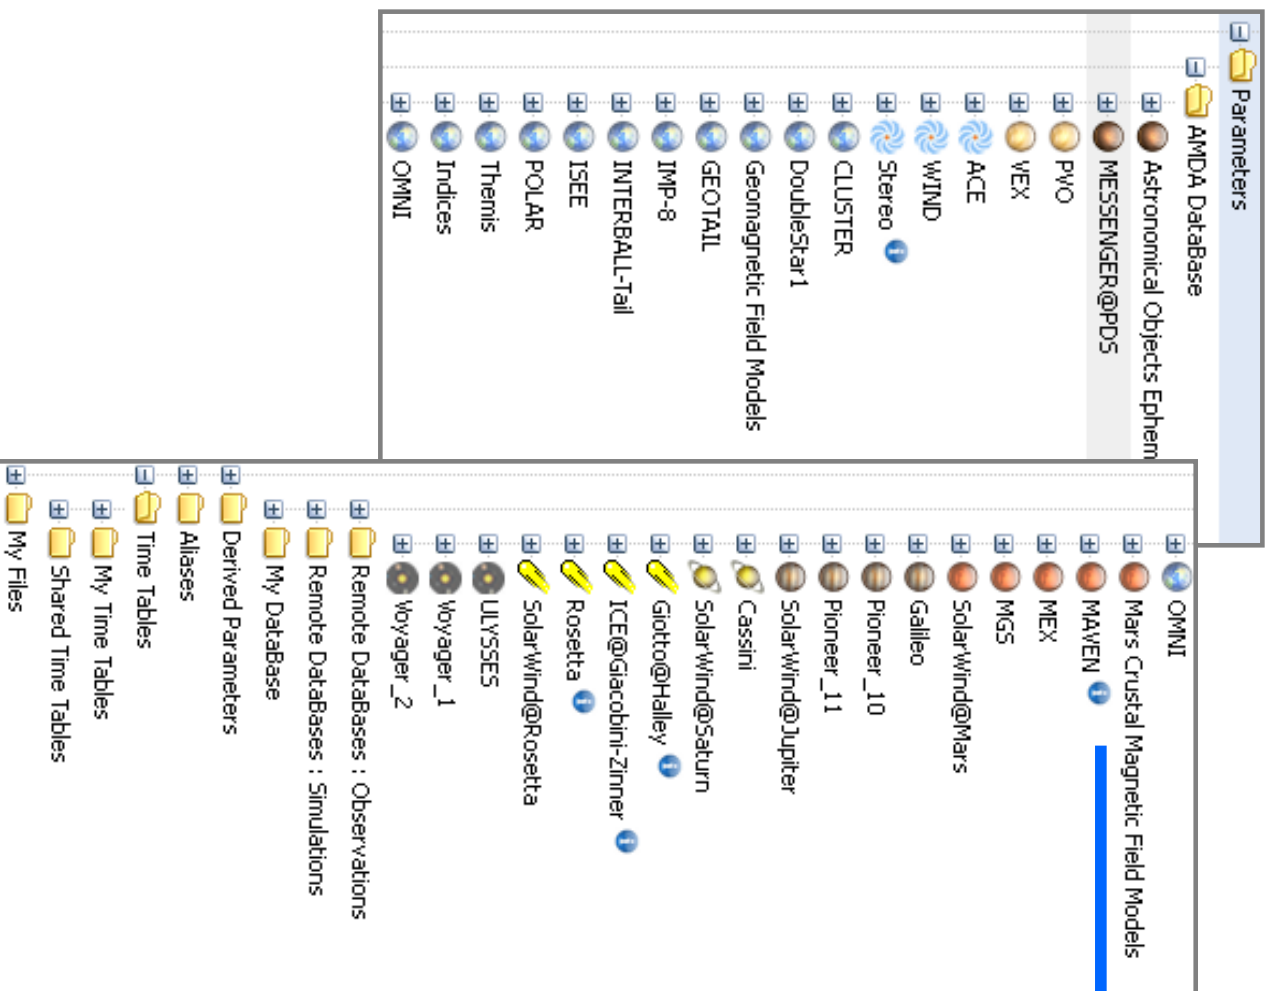 Parameters
AMDA DataBase
Astronomical Objects Ephem
MESSENGER@PDS
PVO
VEX
ACE
WIND
Stereo
CLUSTER
DoubleStar1
Geomagnetic Field Models
GEOTAIL
IMP-8
INTERBALL-Tail
ISEE
POLAR
Themis
Indices
OMNI
OMNI
Mars Crustal Magnetic Field Models
MAVEN
MEX
MGS
SolarWind@Mars
Galileo
Pioneer_10
Pioneer_11
SolarWind@Jupiter
Cassini
SolarWind@Saturn
Giotto@Halley
ICE@Giacobini-Zinner
Rosetta
SolarWind@Rosetta
ULYSSES
Voyager_1
Voyager_2
Remote DataBases : Observations
Remote DataBases : Simulations
My DataBase
Derived Parameters
Aliases
Time Tables
My Time Tables
Shared Time Tables
My Files